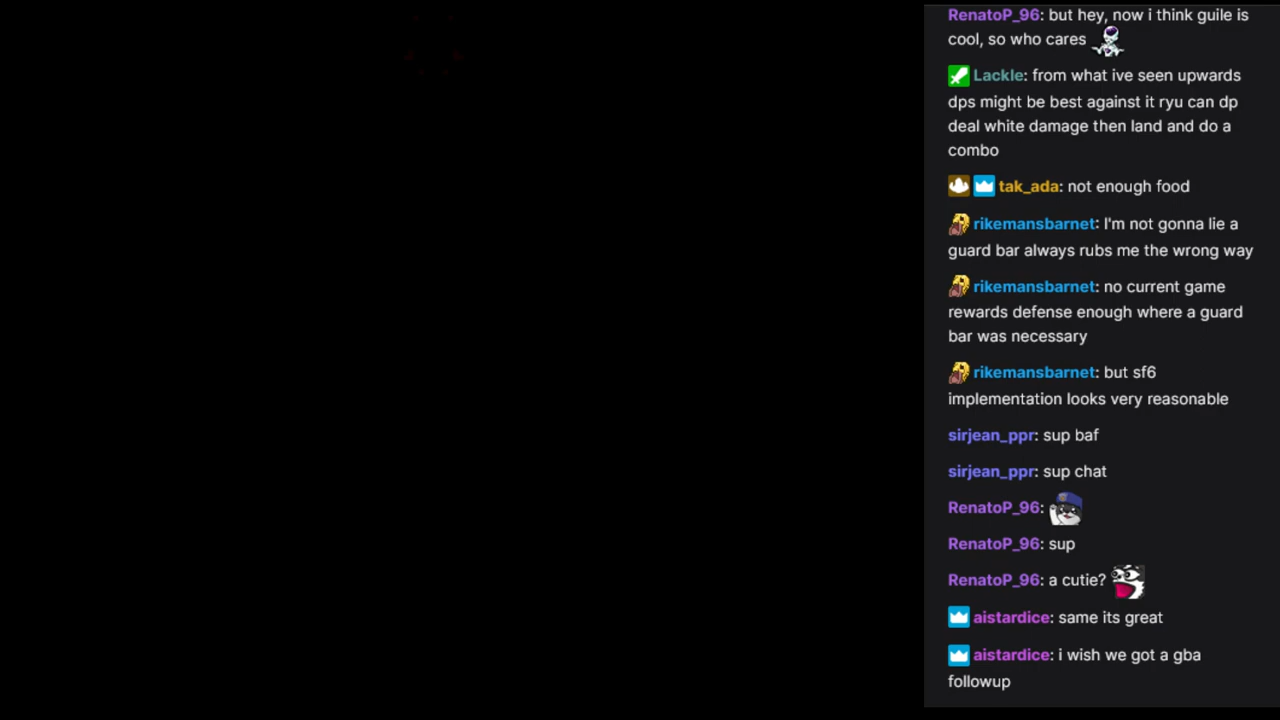 RenatoP_96: but hey, now i think guile is
cool, so who cares
Lackle: from what ive seen upwards
dps might be best against it ryu can dp
deal white damage then land and do a
combo
tak_ada: not enough food
rikemansbarnet: I'm not gonna lie a
guard bar always rubs me the wrong way
rikemansbarnet: no current game
rewards defense enough where a guard
bar was necessary
rikemansbarnet: but sf6
implementation looks very reasonable
sirjean_ppr: sup baf
sirjean_ppr: sup chat
RenatoP_96:
RenatoP_96: sup
RenatoP_96: a cutie?
aistardice: same its great
aistardice: i wish we got a gba
followup